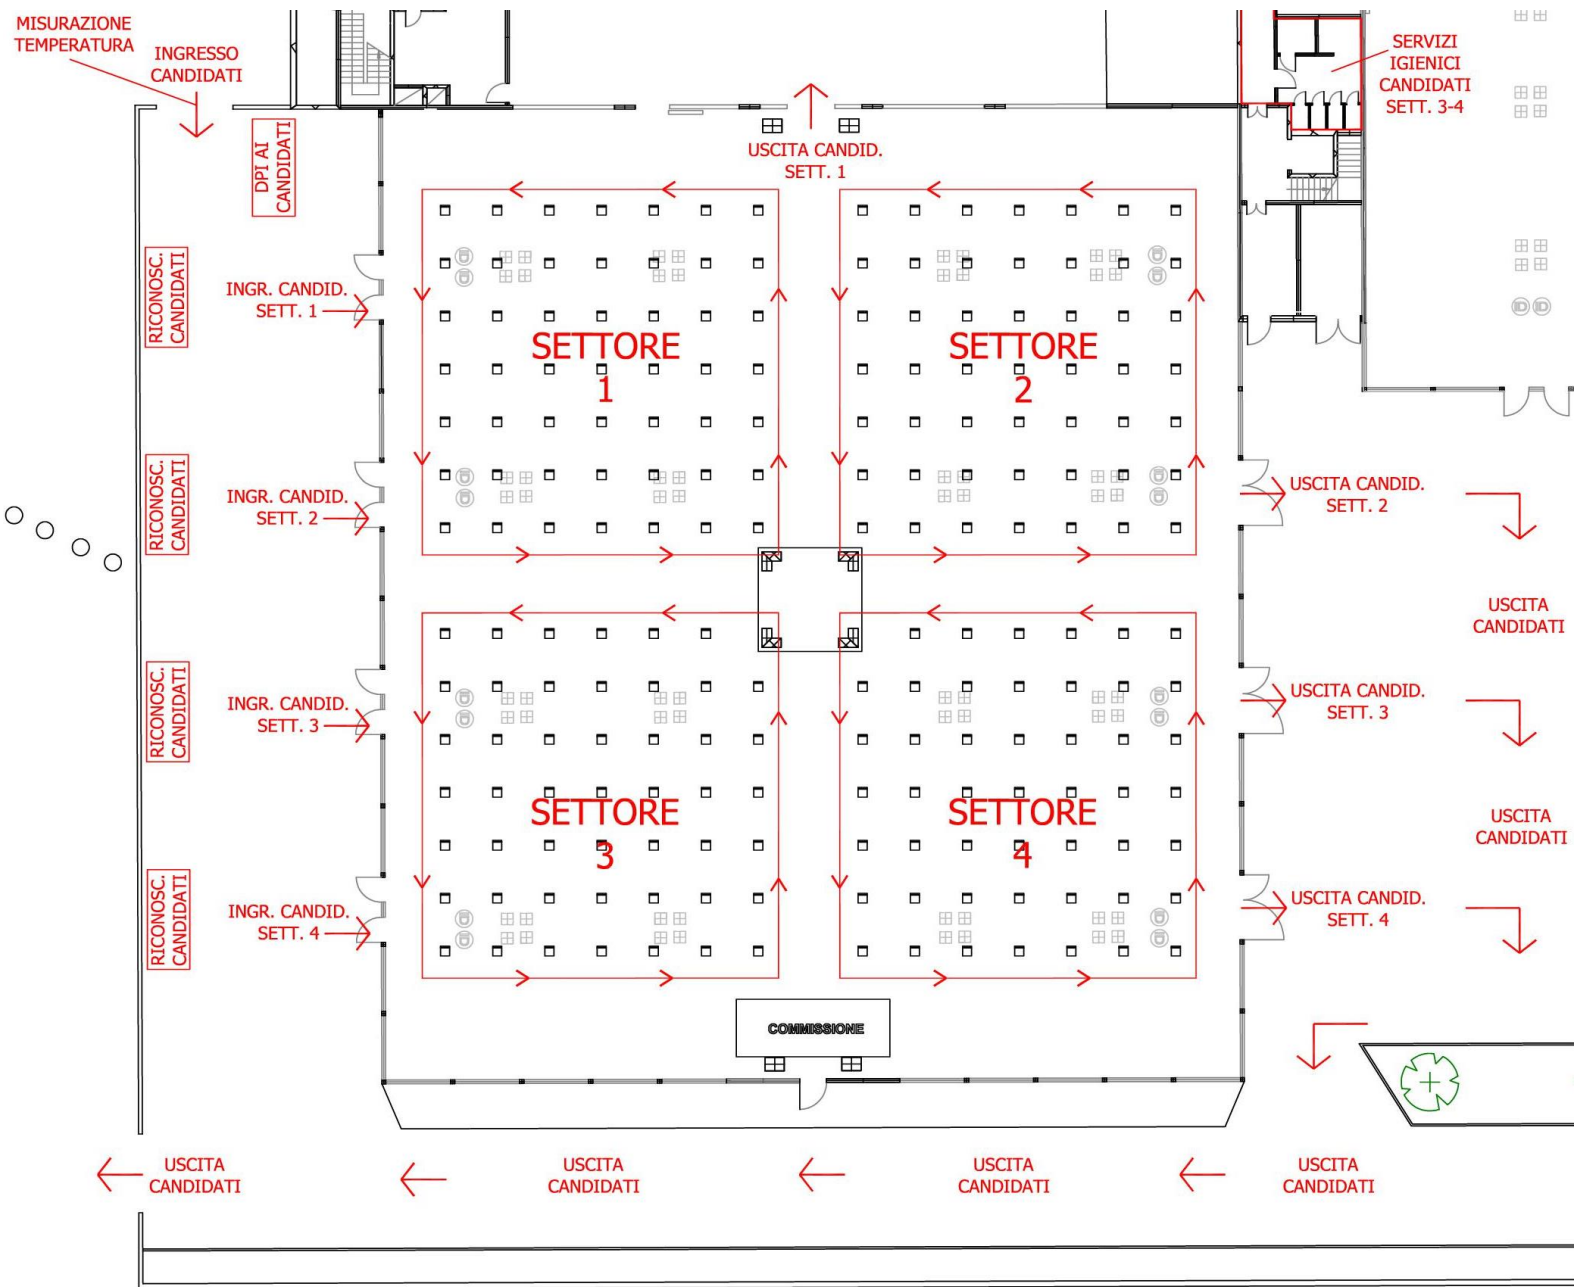 MISURAZIONE
TEMPERATURA
INGRESSO
CANDIDATI
DPI AI
CANDIDATI
SERVIZI
IGIENICI
CANDIDATI
SETT. 3-4
USCITA CANDID.
SETT. 1
RICONOSC.
CANDIDATI
INGR. CANDID.
SETT. 1
SETTORE
1
SETTORE
2
RICONOSC.
CANDIDATI
INGR. CANDID.
SETT. 2
USCITA CANDID.
SETT. 2
USCITA
CANDIDATI
RICONOSC.
CANDIDATI
INGR. CANDID.
SETT. 3
USCITA CANDID.
SETT. 3
SETTORE
3
SETTORE
4
USCITA
CANDIDATI
RICONOSC.
CANDIDATI
INGR. CANDID.
SETT. 4
USCITA CANDID.
SETT. 4
COMMISSIONE
USCITA
CANDIDATI
USCITA
CANDIDATI
USCITA
CANDIDATI
USCITA
CANDIDATI